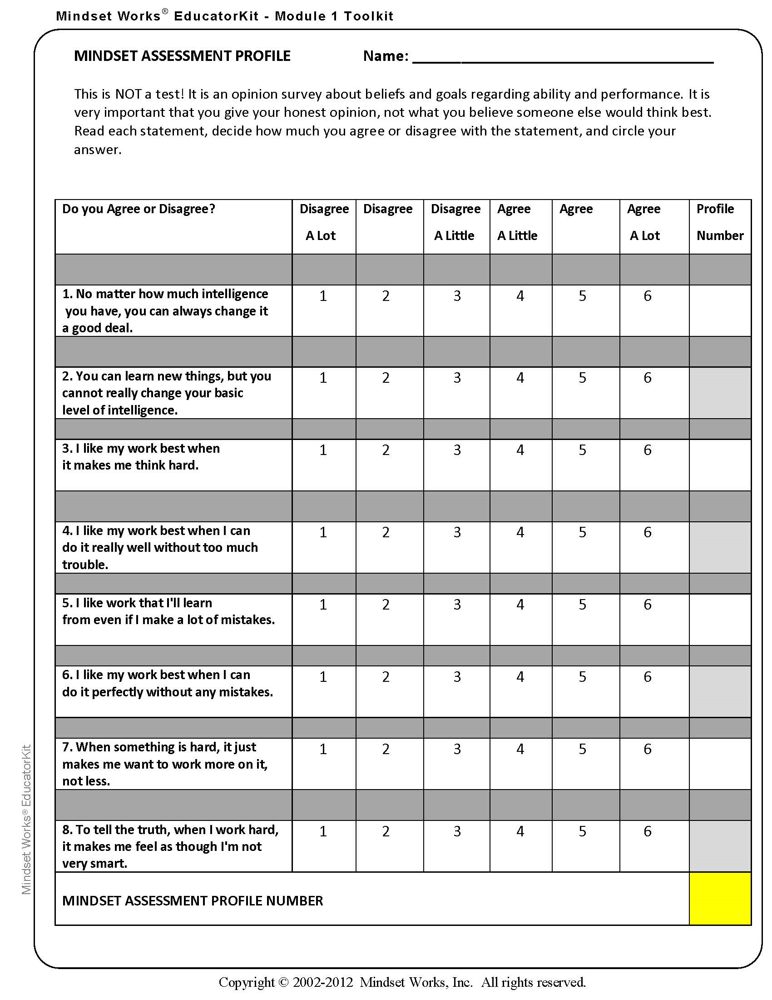 Mindset Works® EducatorKit - Module 1 Toolkit
MINDSET ASSESSMENT PROFILE Name: ____________________
This is NOT a test! It is an opinion survey about beliefs and goals regarding ability and performance. It is
very important that you give your honest opinion, not what you believe someone else would think best.
Read each statement, decide how much you agree or disagree with the statement, and circle your
answer.
Do you Agree or Disagree? Disagree Disagree Disagree Agree Agree Agree Profile
A Lot A Little A Little A Lot Number
1. No matter how much intelligence 1 2 3 4 5 6
you have, you can always change it
a good deal.
2. You can learn new things, but you 1 2 3 4 5 6
cannot really change your basic
level of intelligence.
3. I like my work best when 1 2 3 4 5 6
it makes me think hard.
4. I like my work best when I can 1 2 3 4 5 6
do it really well without too much
trouble.
5. I like work that I'll learn 1 2 3 4 5 6
from even if I make a lot of mistakes.
6. I like my work best when I can 1 2 3 4 5 6
do it perfectly without any mistakes.
7. When something is hard, it just 1 2 3 4 5 6
makes me want to work more on it,
not less.
8. To tell the truth, when I work hard, 1 2 3 4 5 6
it makes me feel as though I'm not
very smart.
MINDSET ASSESSMENT PROFILE NUMBER
Mindset Works® EducatorKit
Copyright © 2002-2012 Mindset Works, Inc. All rights reserved.